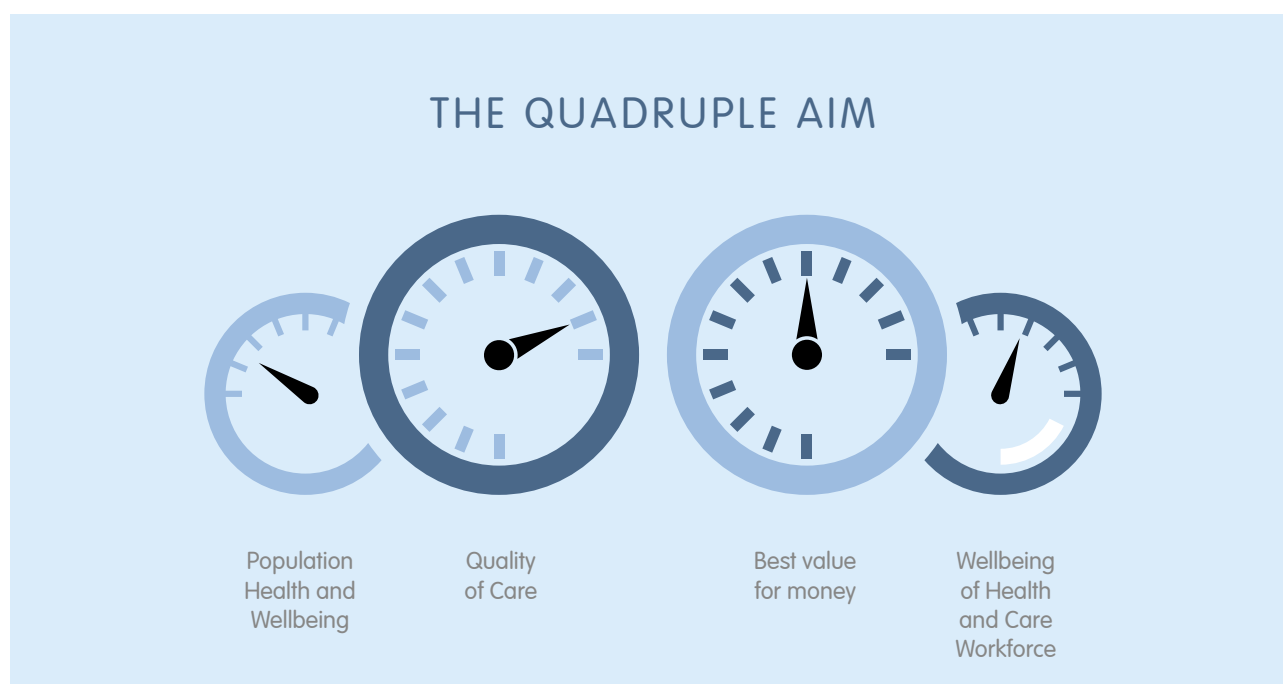 THE QUADRUPLE AIM
Population
Health and
Wellbeing
Quality
of Care
Best value
for money
Wellbeing
of Health
and Care
Workforce